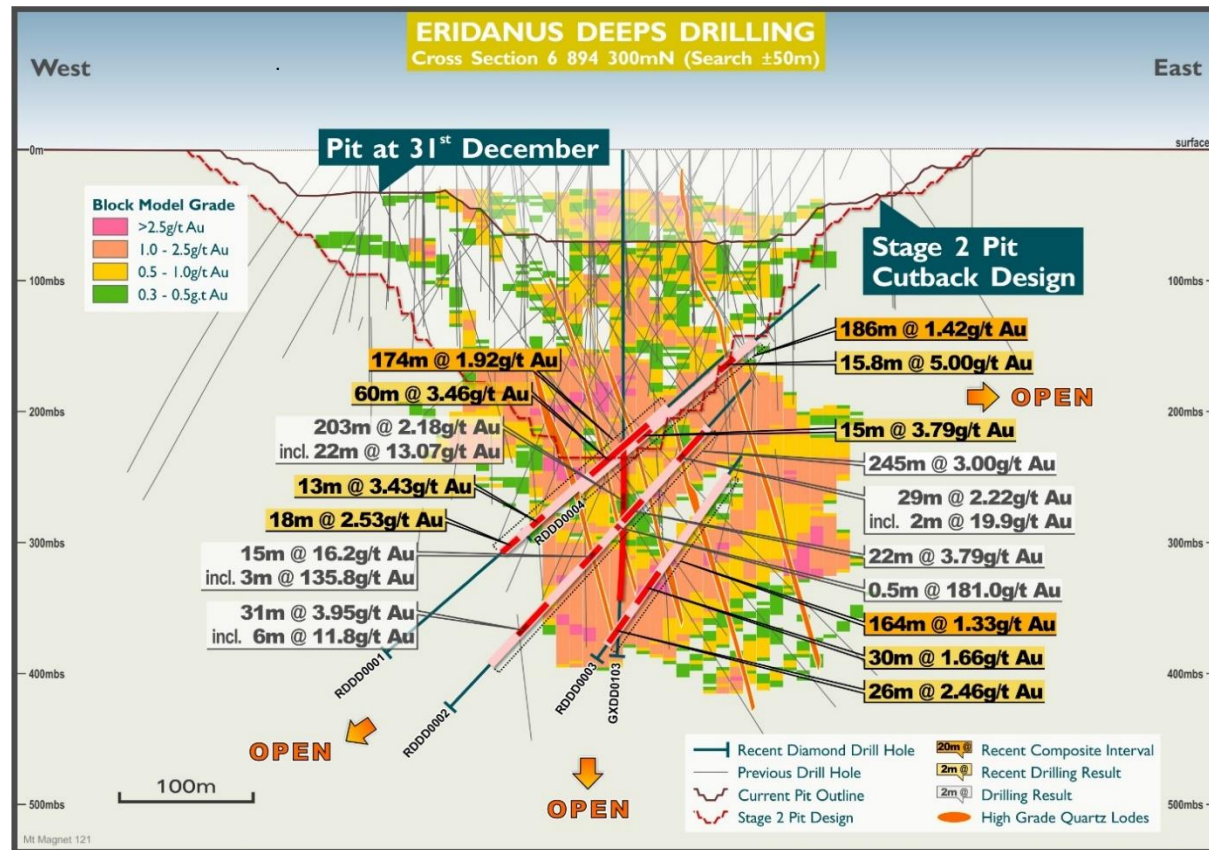 ERIDANUS DEEPS DRILLING
Cross Section 6 894 300mN (Search ±50m)
West
East
Pit at 31st December
0m
surface
Block Model Grade
>2.5g/t Au
1.0 - 2.5g/t Au
0.5 - 1.0g/t Au
0.3 - 0.5g.t Au
Stage 2 Pit
Cutback Design
100mbs
100mbs
186m @ 1.42g/t Au
15.8m @ 5.00g/t Au
174m @ 1.92g/t Au
60m @ 3.46g/t Au
OPEN
200mbs
200mbs
203m @ 2.18g/t Au
incl. 22m @ 13.07g/t Au
15m @ 3.79g/t Au
245m @ 3.00g/t Au
13m @ 3.43g/t Au
29m @ 2.22g/t Au
incl. 2m @ 19.9g/t Au
18m @ 2.53g/t Au
RDDD0004
300mbs
300mbs
15m @ 16.2g/t Au
incl. 3m @ 135.8g/t Au
22m @ 3.79g/t Au
0.5m @ 181.0g/t Au
31m @ 3.95g/t Au
incl. 6m @ 11.8g/t Au
164m @ 1.33g/t Au
30m @ 1.66g/t Au
26m @ 2.46g/t Au
400mbs
400mbs
RDDD0001
RDDD0002
RDDD0003
GXDD0103
OPEN
OPEN
100m
Recent Diamond Drill Hole
Previous Drill Hole
Current Pit Outline
Stage 2 Pit Design
20m @ Recent Composite Interval
2m @ Recent Drilling Result
2m @ Drilling Result
High Grade Quartz Lodes
500mbs
500mbs
Mt Magnet 121